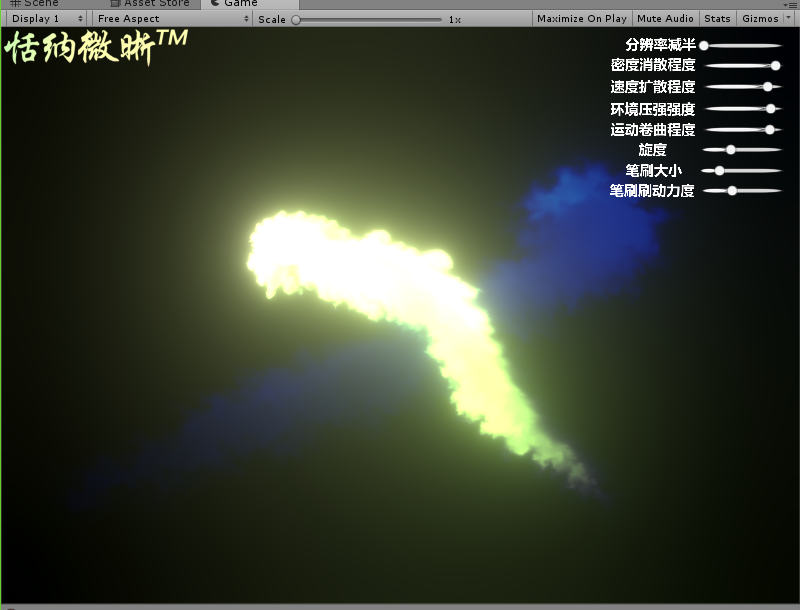 Scene Asset Store Game
Display 1 Free Aspect Scale 1x Maximize On Play Mute Audio Stats Gizmos
恬纳微晰TM
分辨率减半
密度消散程度
速度扩散程度
环境压强强度
运动卷曲程度
旋度
笔刷大小
笔刷刷动力度